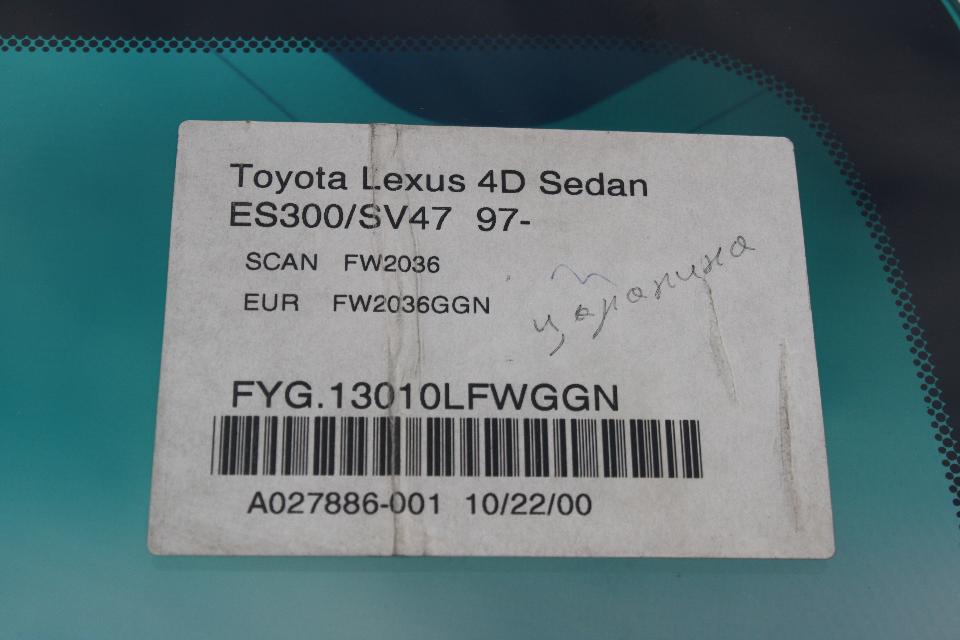 Toyota Lexus 4D Sedan
ES300/SV47 97-
SCAN FW2036
EUR FW2036GGN
царапина
FYG.13010LFWGGN
A027886-001 10/22/00